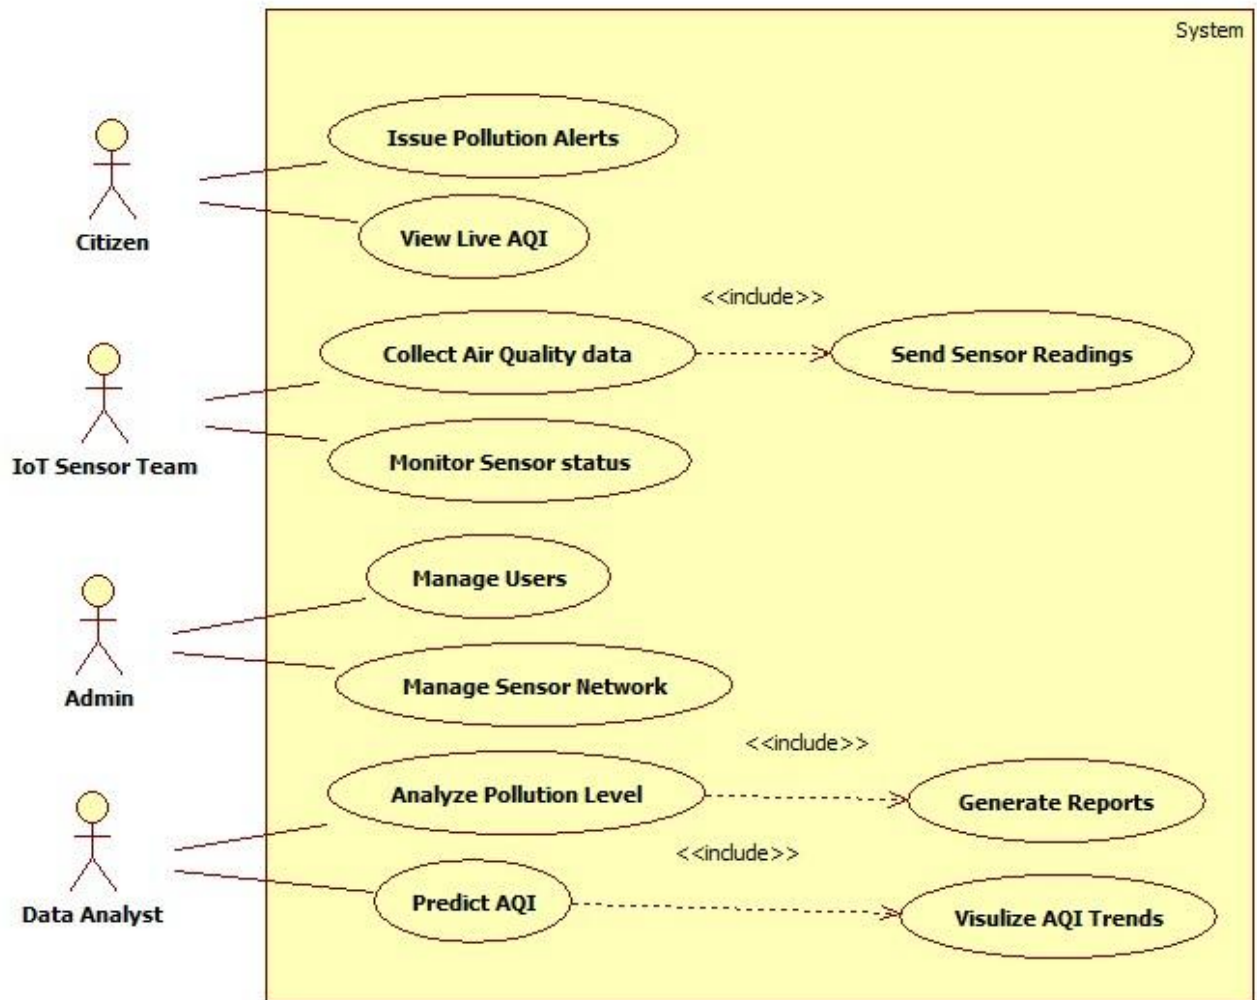 System
Issue Pollution Alerts
View Live AQI
Citizen
<<include>>
Collect Air Quality data
Send Sensor Readings
IoT Sensor Team
Monitor Sensor status
Manage Users
Admin
Manage Sensor Network
<<include>>
Analyze Pollution Level
Generate Reports
<<include>>
Data Analyst
Predict AQI
Visulize AQI Trends